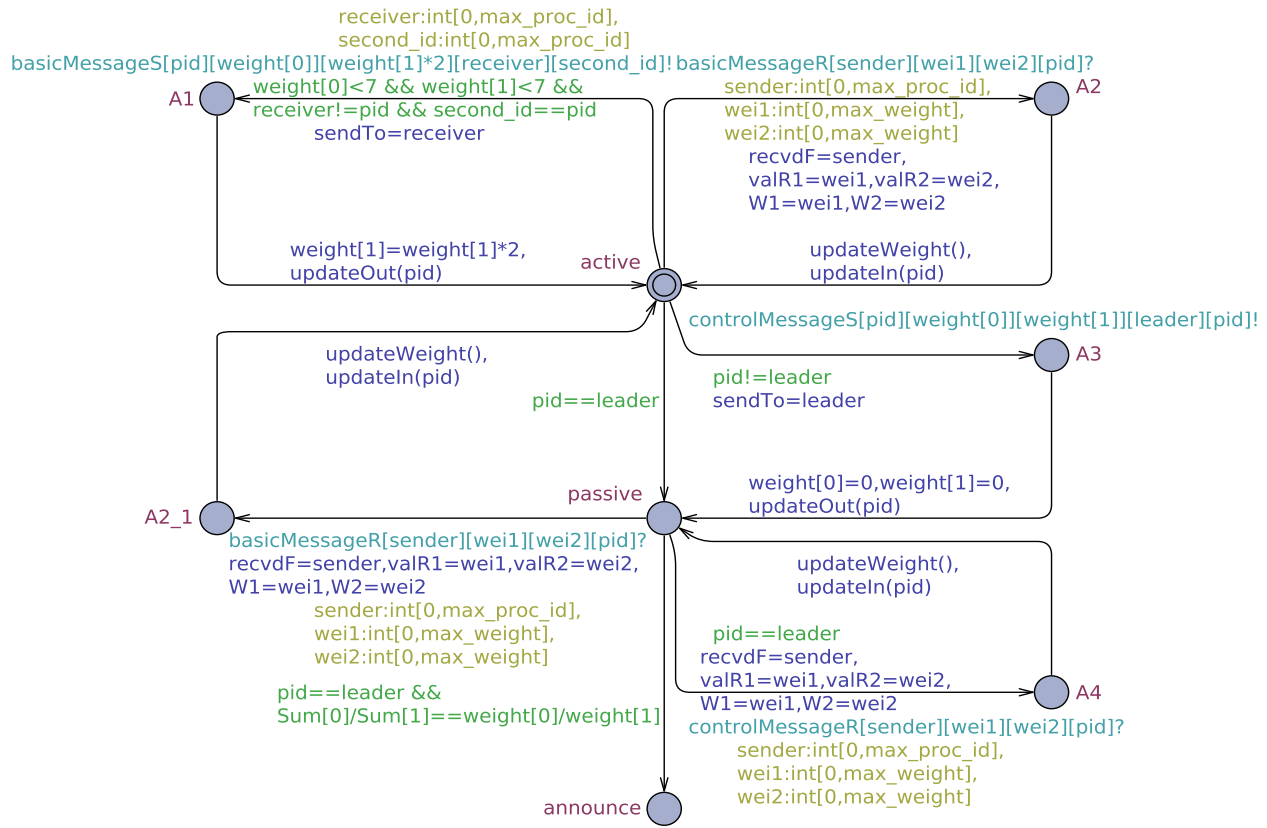 receiver:int[0,max_proc_id],
second_id:int[0,max_proc_id]
basicMessageS[pid][weight[0]][weight[1]*2][receiver][second_id]!
A1
weight[0]<7 && weight[1]<7 &&
receiver!=pid && second_id==pid
sendTo=receiver
basicMessageR[sender][wei1][wei2][pid]?
A2
sender:int[0,max_proc_id],
wei1:int[0,max_weight],
wei2:int[0,max_weight]
recvdF=sender,
valR1=wei1,valR2=wei2,
W1=wei1,W2=wei2
weight[1]=weight[1]*2,
updateOut(pid)
active
updateWeight(),
updateIn(pid)
controlMessageS[pid][weight[0]][weight[1]][leader][pid]!
A3
updateWeight(),
updateIn(pid)
pid==leader
pid!=leader
sendTo=leader
weight[0]=0,weight[1]=0,
updateOut(pid)
passive
A2_1
basicMessageR[sender][wei1][wei2][pid]?
recvdF=sender,valR1=wei1,valR2=wei2,
W1=wei1,W2=wei2
sender:int[0,max_proc_id],
wei1:int[0,max_weight],
wei2:int[0,max_weight]
updateWeight(),
updateIn(pid)
pid==leader
recvdF=sender,
valR1=wei1,valR2=wei2,
W1=wei1,W2=wei2
A4
controlMessageR[sender][wei1][wei2][pid]?
sender:int[0,max_proc_id],
wei1:int[0,max_weight],
wei2:int[0,max_weight]
pid==leader &&
Sum[0]/Sum[1]==weight[0]/weight[1]
announce